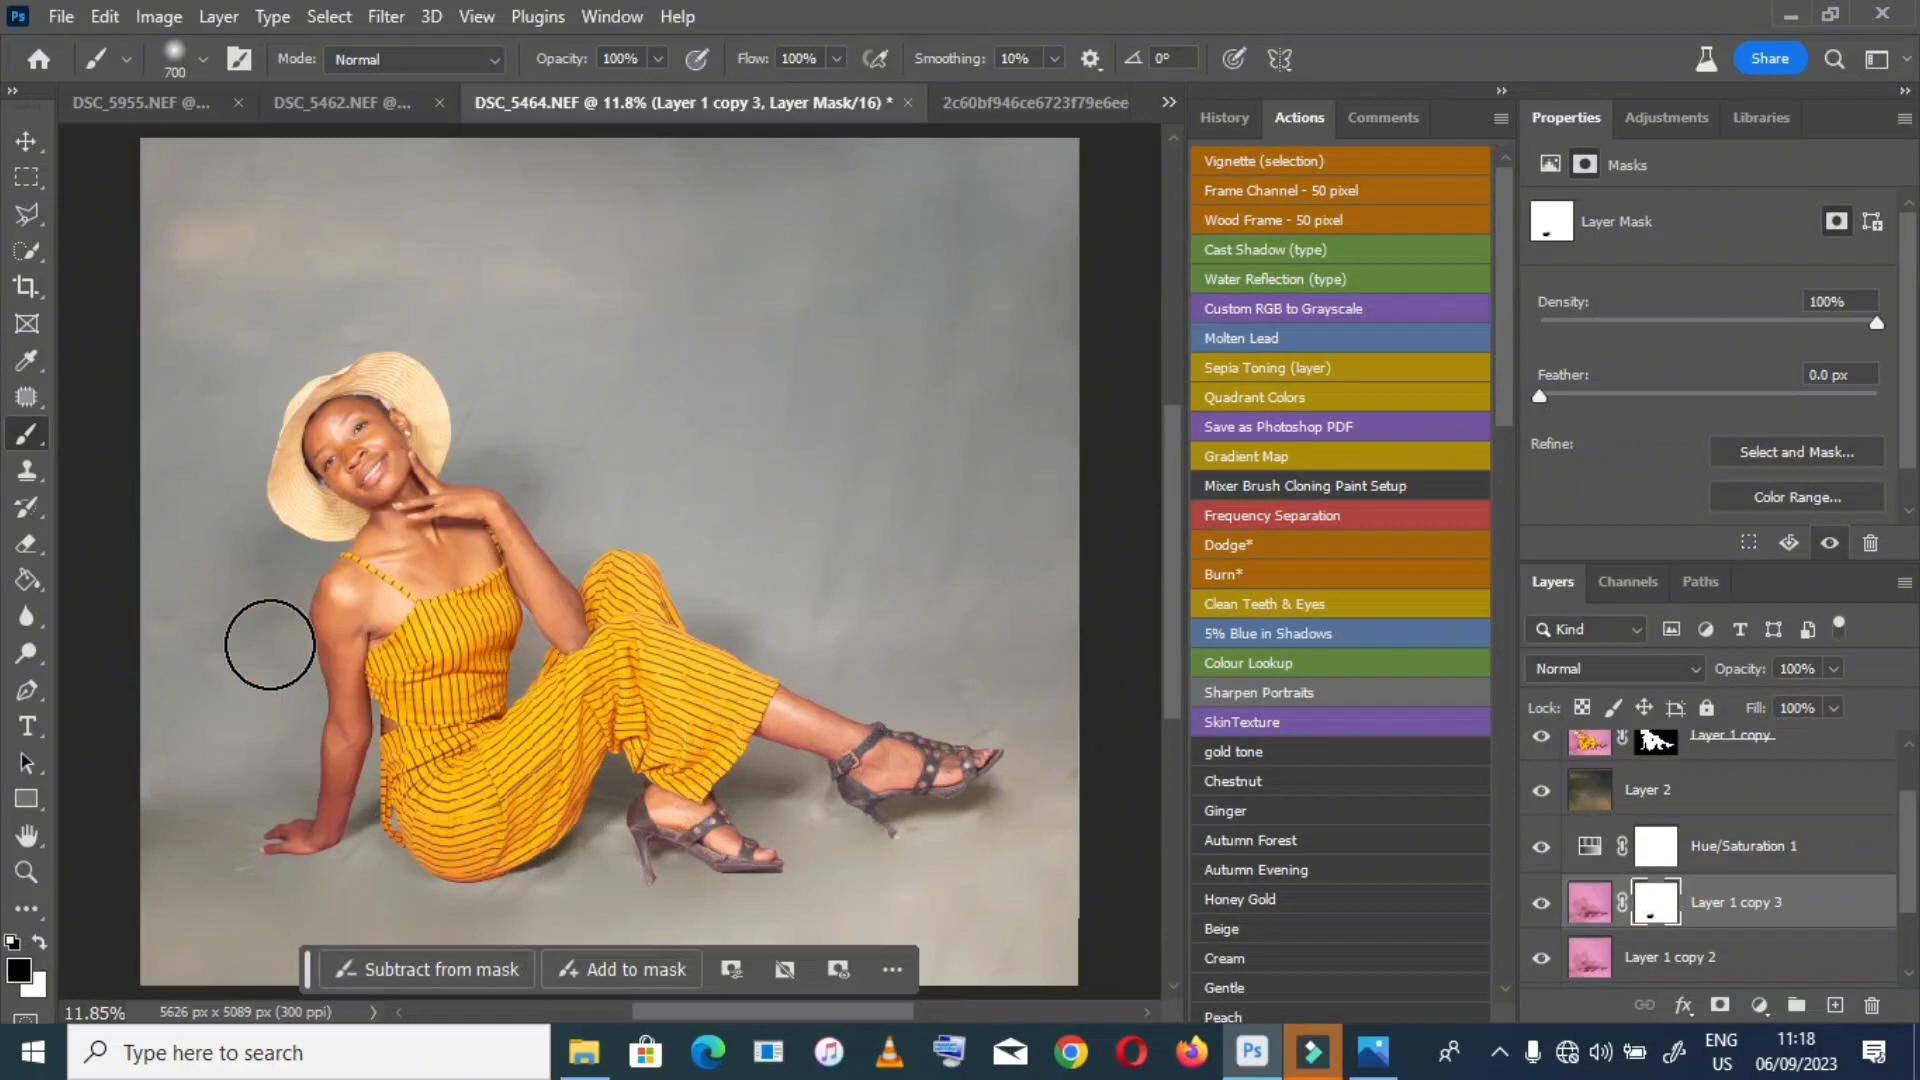 Ps File Edit Image Layer Type Select Filter 3D View Plugins Window Help
700 Mode: Normal Opacity: 100% Flow: 100% Smoothing: 10% 0° Share
DSC_5955.NEF @... × DSC_5462.NEF @... × DSC_5464.NEF @ 11.8% (Layer 1 copy 3, Layer Mask/16) * × 2c60bf946ce6723f79e6ee
History Actions Comments
Vignette (selection)
Frame Channel - 50 pixel
Wood Frame - 50 pixel
Cast Shadow (type)
Water Reflection (type)
Custom RGB to Grayscale
Molten Lead
Sepia Toning (layer)
Quadrant Colors
Save as Photoshop PDF
Gradient Map
Mixer Brush Cloning Paint Setup
Frequency Separation
Dodge*
Burn*
Clean Teeth & Eyes
5% Blue in Shadows
Colour Lookup
Sharpen Portraits
SkinTexture
gold tone
Chestnut
Ginger
Autumn Forest
Autumn Evening
Honey Gold
Beige
Cream
Gentle
Peach
Properties Adjustments Libraries
Masks
Layer Mask
Density: 100%
Feather: 0.0 px
Refine: Select and Mask...
Color Range...
Layers Channels Paths
Kind
Normal Opacity: 100%
Lock: Fill: 100%
Layer 1 copy
Layer 2
Hue/Saturation 1
Layer 1 copy 3
Layer 1 copy 2
Subtract from mask Add to mask
11.85% 5626 px x 5089 px (300 ppi)
Type here to search
Ps
ENG
US
11:18
06/09/2023